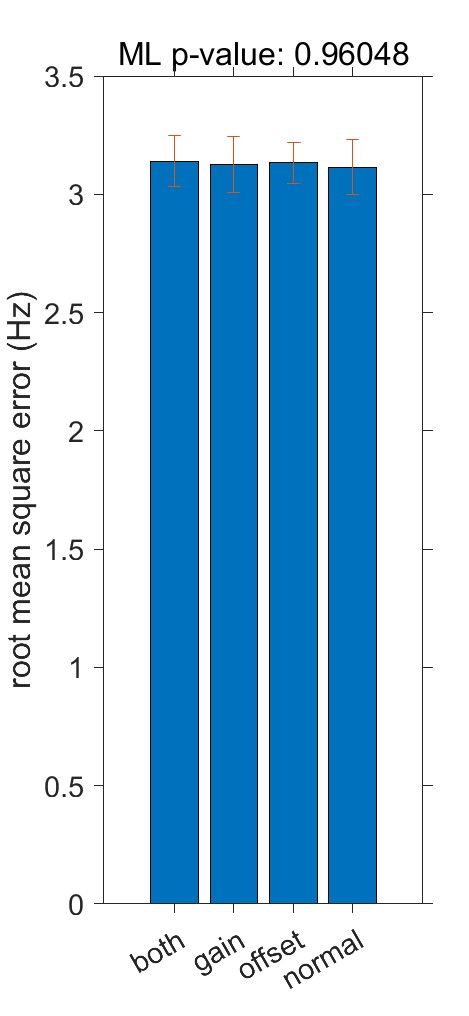 ML p-value: 0.96048
3.5
3
2.5
2
1.5
1
0.5
0
root mean square error (Hz)
both
gain
offset
normal